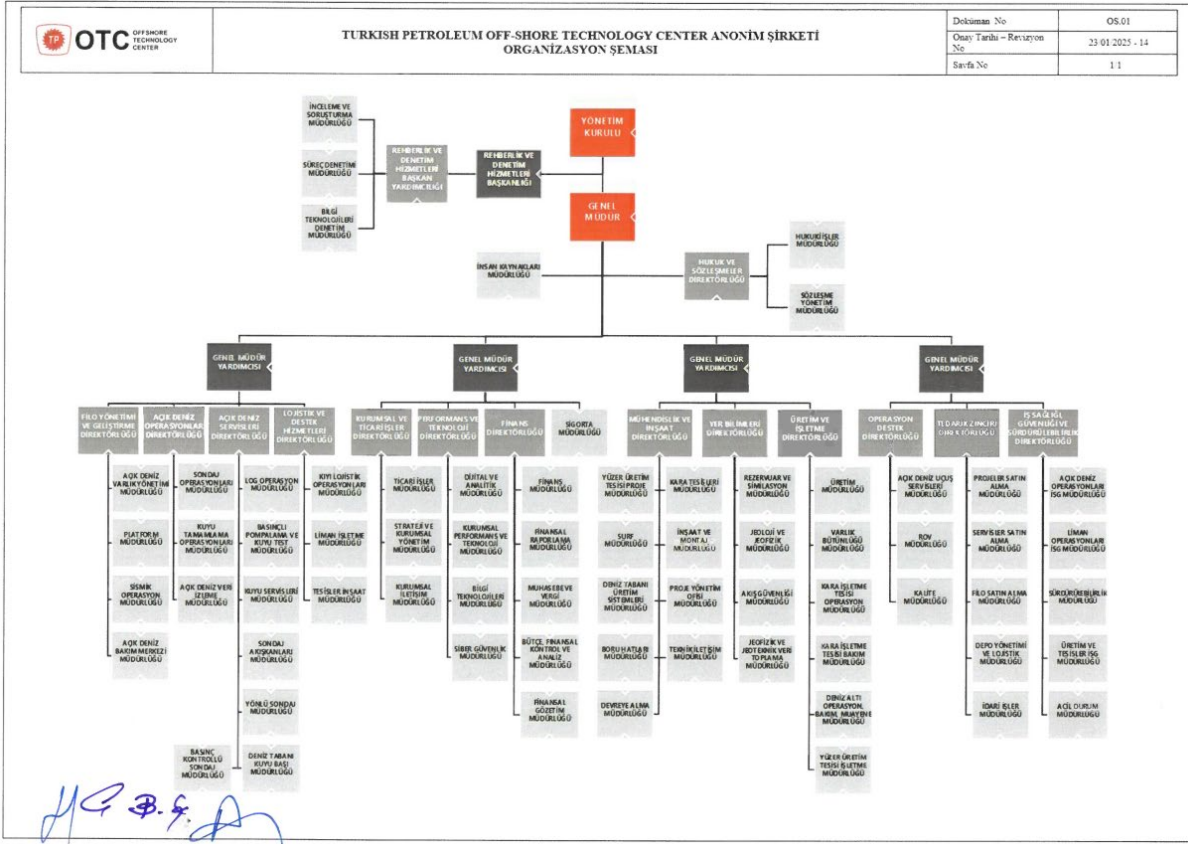 TP OTC OFFSHORE
TECHNOLOGY
CENTER
TURKISH PETROLEUM OFF-SHORE TECHNOLOGY CENTER ANONİM ŞİRKETİ
ORGANİZASYON ŞEMASI
Doküman No
OS.01
Onay Tarihi – Revizyon
No
23/01/2025 - 14
Sayfa No
1/1
YÖNETİM
KURULU
REHBERLİK VE
DENETİM
HİZMETLERİ
BAŞKANLIĞI
REHBERLİK VE
DENETİM
HİZMETLERİ
BAŞKAN
YARDIMCILIĞI
İNCELEME VE
SORUŞTURMA
MÜDÜRLÜĞÜ
SÜREÇ DENETİMİ
MÜDÜRLÜĞÜ
BİLGİ
TEKNOLOJİLERİ
DENETİM
MÜDÜRLÜĞÜ
GENEL
MÜDÜR
İNSAN KAYNAKLARI
MÜDÜRLÜĞÜ
HUKUK VE
SÖZLEŞMELER
DİREKTÖRLÜĞÜ
HUKUKİ İŞLER
MÜDÜRLÜĞÜ
SÖZLEŞME
YÖNETİM
MÜDÜRLÜĞÜ
GENEL MÜDÜR
YARDIMCISI
FİLO YÖNETİMİ
VE GELİŞTİRME
DİREKTÖRLÜĞÜ
AÇIK DENİZ
VARLIK YÖNETİMİ
MÜDÜRLÜĞÜ
PLATFORM
MÜDÜRLÜĞÜ
SİSMİK
OPERASYON
MÜDÜRLÜĞÜ
AÇIK DENİZ
BAKIM MERKEZİ
MÜDÜRLÜĞÜ
AÇIK DENİZ
OPERASYONLAR
DİREKTÖRLÜĞÜ
SONDAJ
OPERASYONLARI
MÜDÜRLÜĞÜ
KUYU
TAMAMLAMA
OPERASYONLARI
MÜDÜRLÜĞÜ
AÇIK DENİZ VERİ
İZLEME
MÜDÜRLÜĞÜ
AÇIK DENİZ
SERVİSLERİ
DİREKTÖRLÜĞÜ
LOG OPERASYON
MÜDÜRLÜĞÜ
BASINÇLI
POMPALAMA VE
KUYU TEST
MÜDÜRLÜĞÜ
KUYU SERVİSLERİ
MÜDÜRLÜĞÜ
SONDAJ
AKIŞKANLARI
MÜDÜRLÜĞÜ
YÖNLÜ SONDAJ
MÜDÜRLÜĞÜ
BASINÇ
KONTROLLÜ
SONDAJ
MÜDÜRLÜĞÜ
DENİZ TABANI
KUYU BAŞI
MÜDÜRLÜĞÜ
LOJİSTİK VE
DESTEK
HİZMETLERİ
DİREKTÖRLÜĞÜ
KIYI LOJİSTİK
OPERASYONLARI
MÜDÜRLÜĞÜ
LİMAN İŞLETME
MÜDÜRLÜĞÜ
TESİSLER İNŞAAT
MÜDÜRLÜĞÜ
GENEL MÜDÜR
YARDIMCISI
KURUMSAL VE
TİCARİ İŞLER
DİREKTÖRLÜĞÜ
TİCARİ İŞLER
MÜDÜRLÜĞÜ
STRATEJİ VE
KURUMSAL
YÖNETİM
MÜDÜRLÜĞÜ
KURUMSAL
İLETİŞİM
MÜDÜRLÜĞÜ
PERFORMANS VE
TEKNOLOJİ
DİREKTÖRLÜĞÜ
DİJİTAL VE
ANALİTİK
MÜDÜRLÜĞÜ
KURUMSAL
PERFORMANS VE
TEKNOLOJİ
MÜDÜRLÜĞÜ
BİLGİ
TEKNOLOJİLERİ
MÜDÜRLÜĞÜ
SİBER GÜVENLİK
MÜDÜRLÜĞÜ
FİNANS
DİREKTÖRLÜĞÜ
FİNANS
MÜDÜRLÜĞÜ
FİNANSAL
RAPORLAMA
MÜDÜRLÜĞÜ
MUHASEBE VE
VERGİ
MÜDÜRLÜĞÜ
BÜTÇE, FİNANSAL
KONTROL VE
ANALİZ
MÜDÜRLÜĞÜ
FİNANSAL
GÖZETİM
MÜDÜRLÜĞÜ
SİGORTA
MÜDÜRLÜĞÜ
GENEL MÜDÜR
YARDIMCISI
MÜHENDİSLİK VE
İNŞAAT
DİREKTÖRLÜĞÜ
YÜZER ÜRETİM
TESİSİ PROJE
MÜDÜRLÜĞÜ
SURF
MÜDÜRLÜĞÜ
DENİZ TABANI
ÜRETİM
SİSTEMLERİ
MÜDÜRLÜĞÜ
BORU HATLARI
MÜDÜRLÜĞÜ
DEVREYE ALMA
MÜDÜRLÜĞÜ
KARA TESİSLERİ
MÜDÜRLÜĞÜ
İNŞAAT VE
MONTAJ
MÜDÜRLÜĞÜ
PROJE YÖNETİM
OFİSİ
MÜDÜRLÜĞÜ
TEKNİK İLETİŞİM
MÜDÜRLÜĞÜ
YER BİLİMLERİ
DİREKTÖRLÜĞÜ
REZERVUAR VE
SİMİLASYON
MÜDÜRLÜĞÜ
JEOLOJİ VE
JEOFİZİK
MÜDÜRLÜĞÜ
AKIŞ GÜVENLİĞİ
MÜDÜRLÜĞÜ
JEOFİZİK VE
JEOTEKNİK VERİ
TOPLAMA
MÜDÜRLÜĞÜ
ÜRETİM VE
İŞLETME
DİREKTÖRLÜĞÜ
ÜRETİM
MÜDÜRLÜĞÜ
VARLIK
BÜTÜNLÜĞÜ
MÜDÜRLÜĞÜ
KARA İŞLETME
TESİSİ
OPERASYON
MÜDÜRLÜĞÜ
KARA İŞLETME
TESİSİ BAKIM
MÜDÜRLÜĞÜ
DENİZ ALTI
OPERASYON,
BAKIM, MUAYENE
MÜDÜRLÜĞÜ
YÜZER ÜRETİM
TESİSİ İŞLETME
MÜDÜRLÜĞÜ
GENEL MÜDÜR
YARDIMCISI
OPERASYON
DESTEK
DİREKTÖRLÜĞÜ
AÇIK DENİZ UÇUŞ
SERVİSLERİ
MÜDÜRLÜĞÜ
ROV
MÜDÜRLÜĞÜ
KALİTE
MÜDÜRLÜĞÜ
TEDARİK ZİNCİRİ
DİREKTÖRLÜĞÜ
PROJELER SATIN
ALMA
MÜDÜRLÜĞÜ
SERVİSLER SATIN
ALMA
MÜDÜRLÜĞÜ
FİLO SATIN ALMA
MÜDÜRLÜĞÜ
DEPO YÖNETİMİ
VE LOJİSTİK
MÜDÜRLÜĞÜ
İDARİ İŞLER
MÜDÜRLÜĞÜ
İŞ SAĞLIĞI,
GÜVENLİĞİ VE
SÜRDÜRÜLEBİLİRLİK
DİREKTÖRLÜĞÜ
AÇIK DENİZ
OPERASYONLARI
İSG MÜDÜRLÜĞÜ
LİMAN
OPERASYONLARI
İSG MÜDÜRLÜĞÜ
SÜRDÜRÜLEBİLİRLİK
MÜDÜRLÜĞÜ
ÜRETİM VE
TESİSLER İSG
MÜDÜRLÜĞÜ
ACİL DURUM
MÜDÜRLÜĞÜ